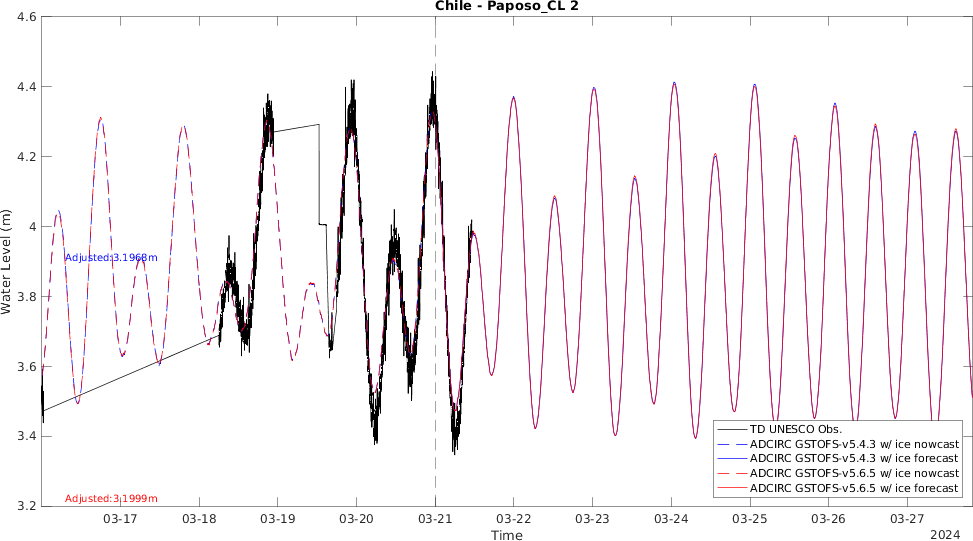 Chile - Paposo_CL 2
4.6
4.4
4.2
4
3.8
3.6
3.4
3.2
Water Level (m)
Adjusted:3.1968m
Adjusted:3.1999m
TD UNESCO Obs.
ADCIRC GSTOFS-v5.4.3 w/ ice nowcast
ADCIRC GSTOFS-v5.4.3 w/ ice forecast
ADCIRC GSTOFS-v5.6.5 w/ ice nowcast
ADCIRC GSTOFS-v5.6.5 w/ ice forecast
03-17 03-18 03-19 03-20 03-21 03-22 03-23 03-24 03-25 03-26 03-27
Time
2024